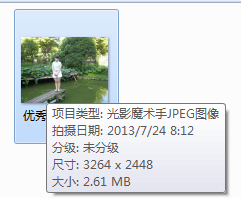 优秀
项目类型: 光影魔术手JPEG图像
拍摄日期: 2013/7/24 8:12
分级: 未分级
尺寸: 3264 x 2448
大小: 2.61 MB